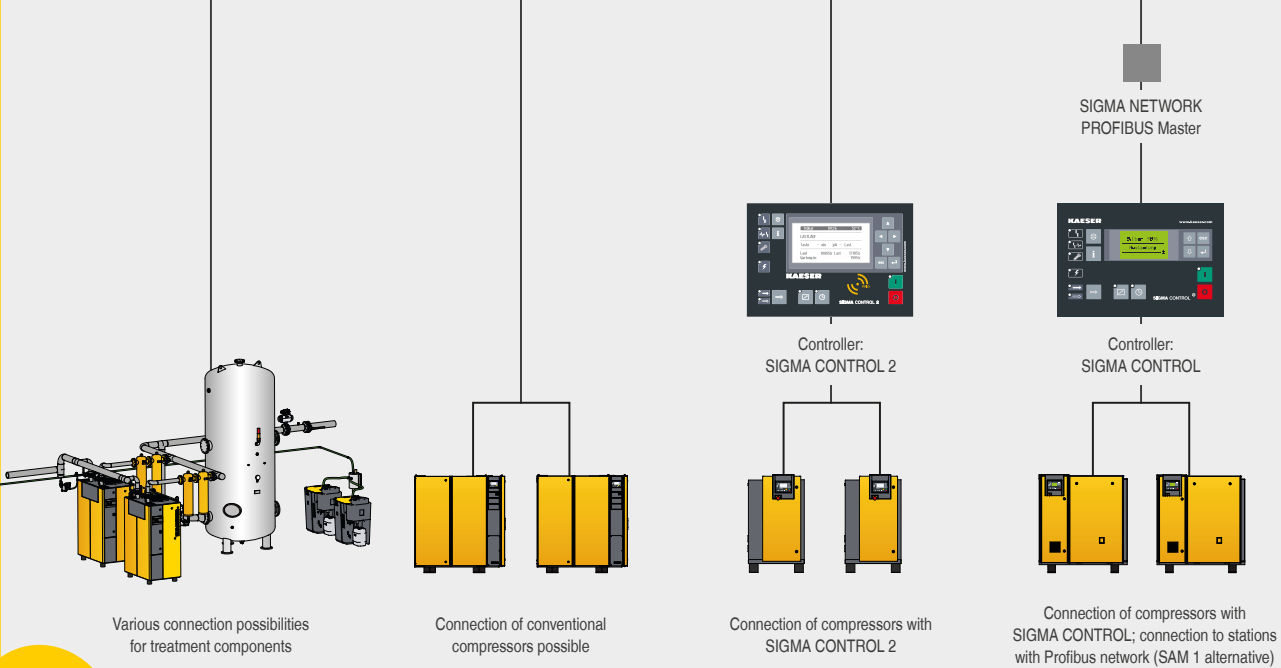 SIGMA NETWORK
PROFIBUS Master
KAESER
SIGMA CONTROL 2
KAESER
SIGMA CONTROL
Controller:
SIGMA CONTROL 2
Controller:
SIGMA CONTROL
Various connection possibilities
for treatment components
Connection of conventional
compressors possible
Connection of compressors with
SIGMA CONTROL 2
Connection of compressors with
SIGMA CONTROL; connection to stations
with Profibus network (SAM 1 alternative)